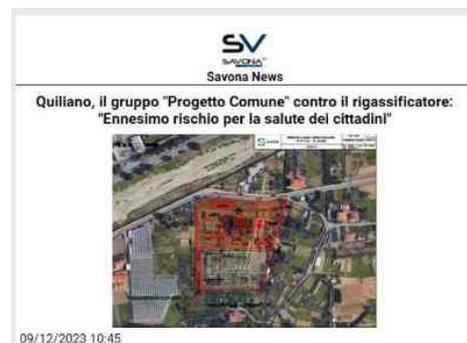 SV
SAVONA
Savona News
Quiliano, il gruppo "Progetto Comune" contro il rigassificatore:
"Ennesimo rischio per la salute dei cittadini"
09/12/2023 10:45